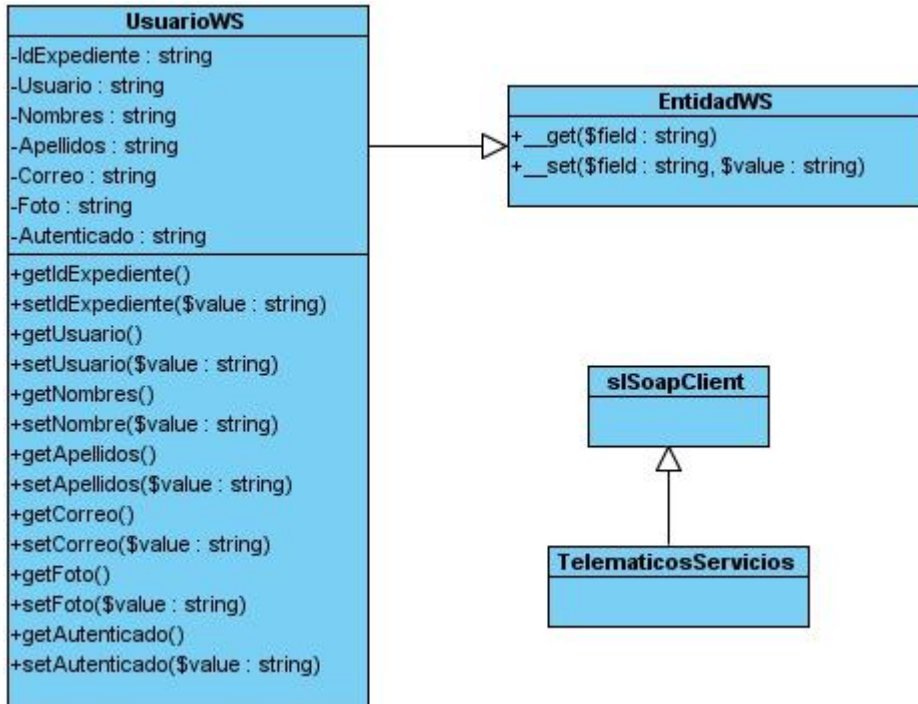 UsuarioWS
-IdExpediente : string
-Usuario : string
-Nombres : string
-Apellidos : string
-Correo : string
-Foto : string
-Autenticado : string
+getIdExpediente()
+setIdExpediente($value : string)
+getUsuario()
+setUsuario($value : string)
+getNombres()
+setNombre($value : string)
+getApellidos()
+setApellidos($value : string)
+getCorreo()
+setCorreo($value : string)
+getFoto()
+setFoto($value : string)
+getAutenticado()
+setAutenticado($value : string)
EntidadWS
+__get($field : string)
+__set($field : string, $value : string)
slSoapClient
TelematicosServicios